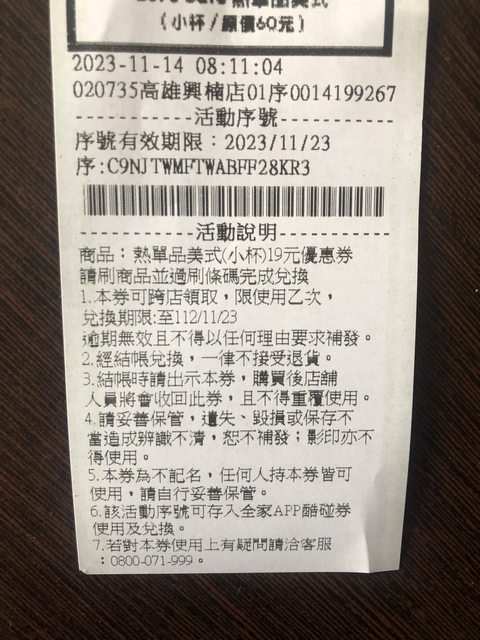 (小杯/原價60元)
2023-11-14 08:11:04
020735高雄興楠店01序0014199267
----------活動序號----------
序號有效期限：2023/11/23
序:C9NJTWMFTWABFF28KR3
----------活動說明----------
商品：熱單品美式(小杯)19元優惠券
請刷商品並過刷條碼完成兌換
1.本券可跨店領取，限使用乙次，
兌換期限:至112/11/23
逾期無效且不得以任何理由要求補發。
2.經結帳兌換，一律不接受退貨。
3.結帳時請出示本券，購買後店舖
人員將會收回此券，且不得重覆使用。
4.請妥善保管，遺失、毀損或保存不
當造成辨識不清，恕不補發；影印亦不
得使用。
5.本券為不記名，任何人持本券皆可
使用，請自行妥善保管。
6.該活動序號可存入全家APP酷碰券
使用及兌換。
7.若對本券使用上有疑問請洽客服
：0800-071-999。